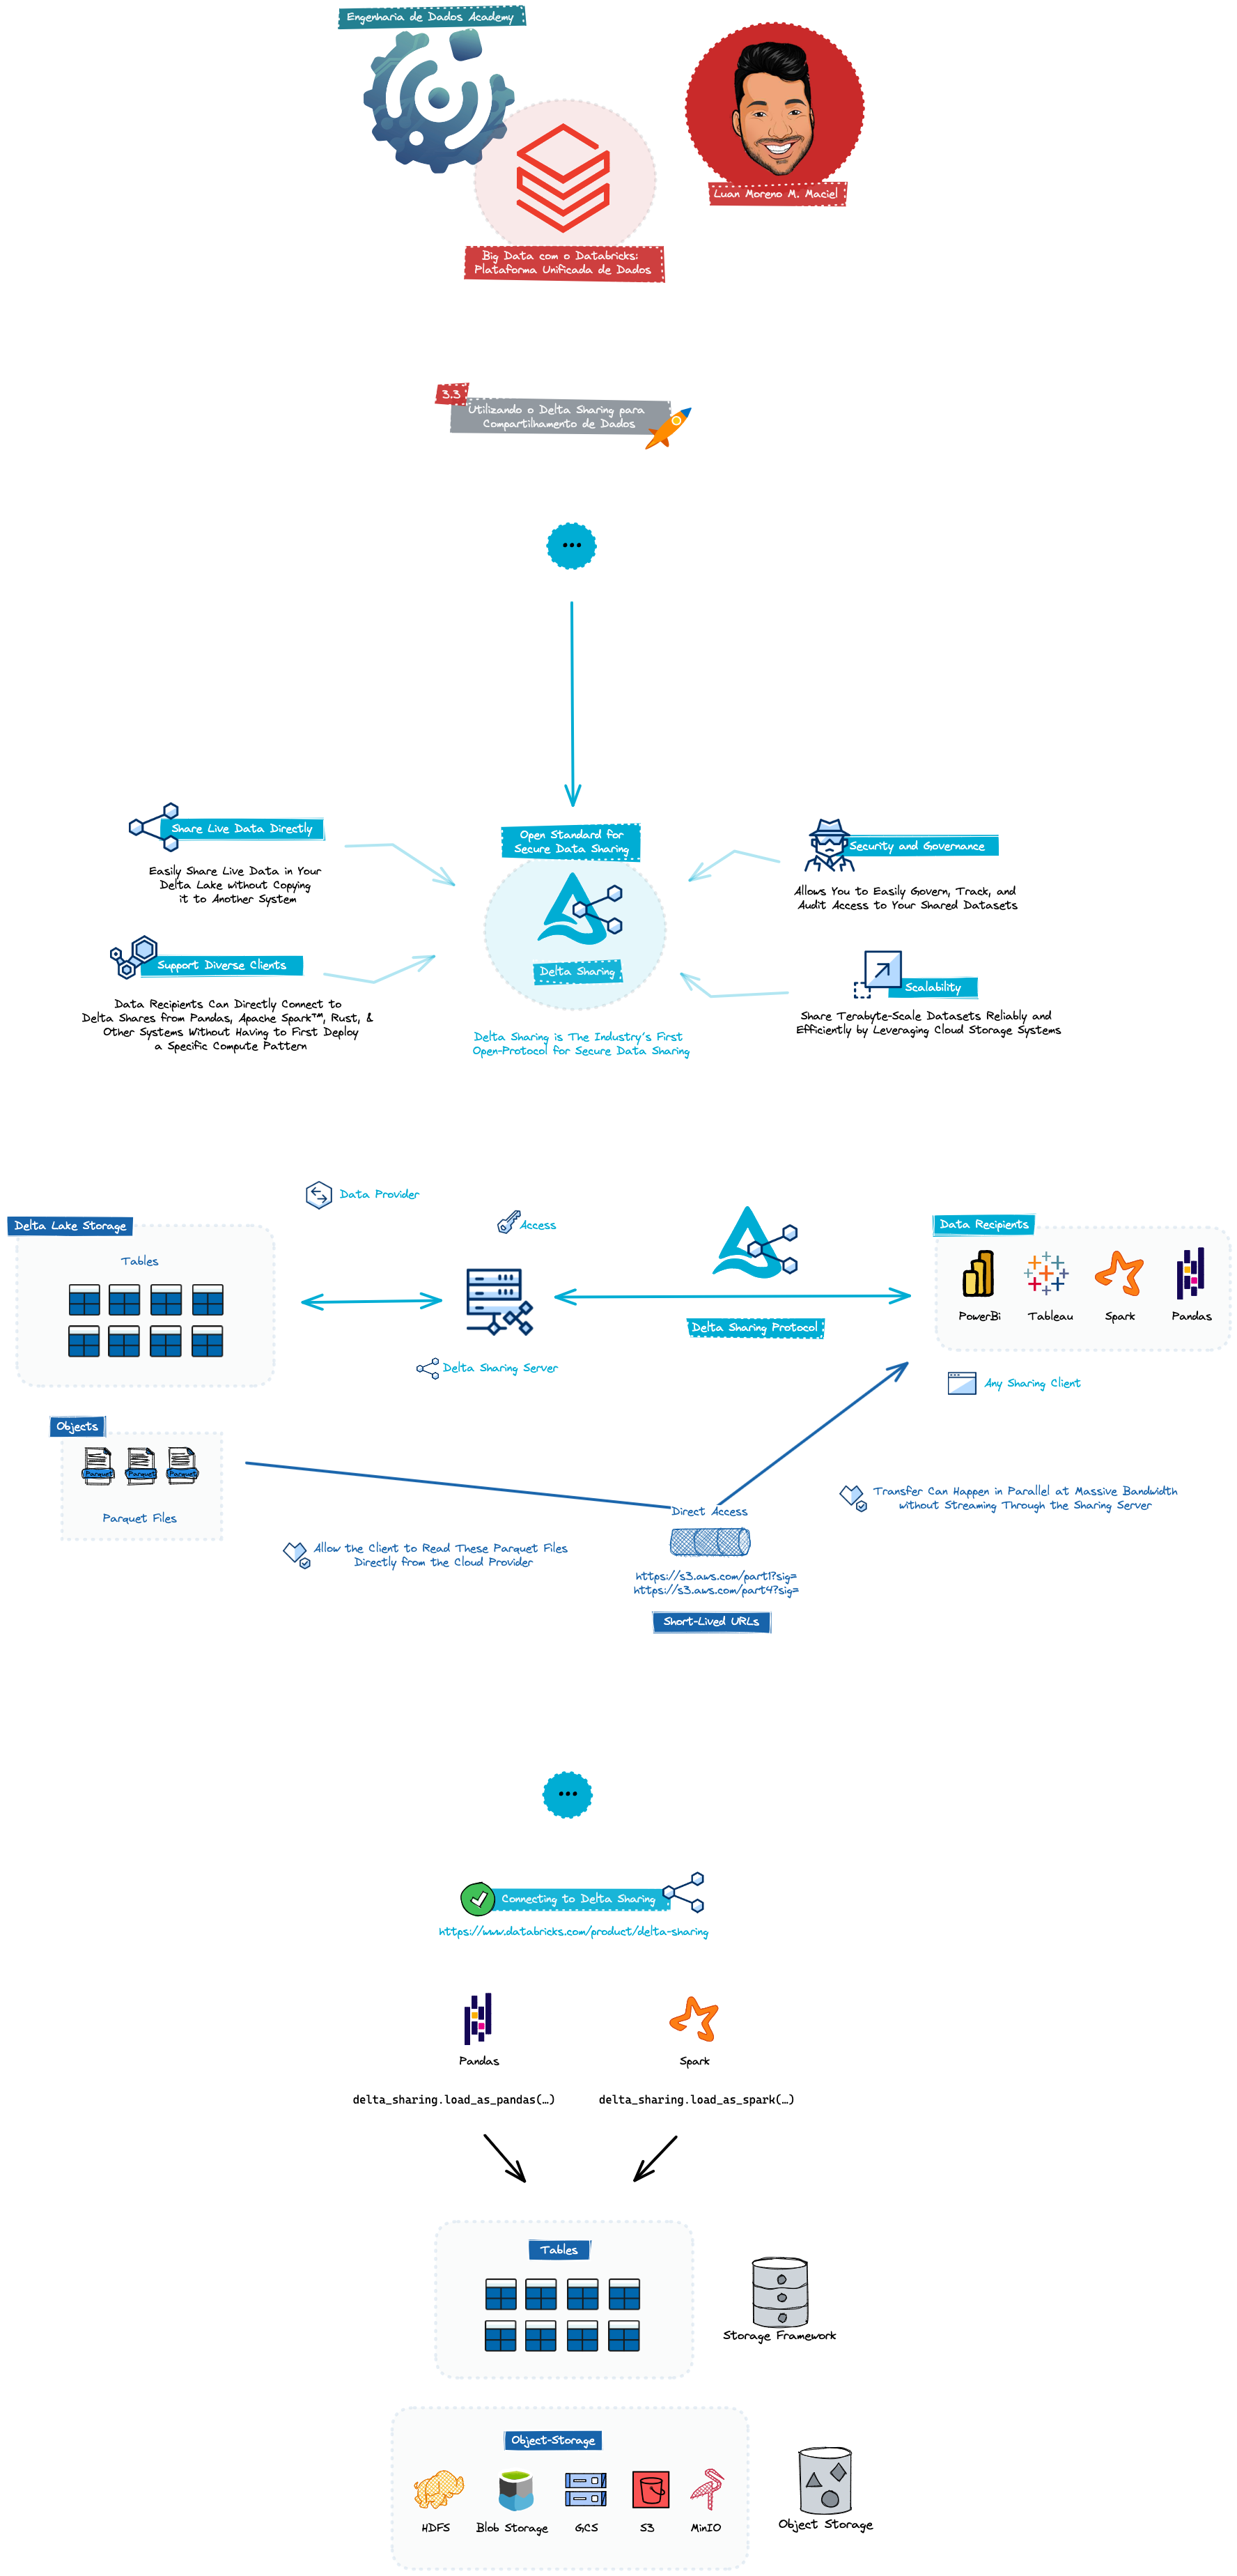 Engenharia de Dados Academy
Luan Moreno M. Maciel
Big Data com o Databricks:
Plataforma Unificada de Dados
3.3
Utilizando o Delta Sharing para
Compartilhamento de Dados
...
Share Live Data Directly
Easily Share Live Data in Your
Delta Lake without Copying
it to Another System
Open Standard for
Secure Data Sharing
Security and Governance
Allows You to Easily Govern, Track, and
Audit Access to Your Shared Datasets
Support Diverse Clients
Data Recipients Can Directly Connect to
Delta Shares from Pandas, Apache Spark™, Rust, &
Other Systems Without Having to First Deploy
a Specific Compute Pattern
Delta Sharing
Scalability
Share Terabyte-Scale Datasets Reliably and
Efficiently by Leveraging Cloud Storage Systems
Delta Sharing is The Industry's First
Open-Protocol for Secure Data Sharing
Data Provider
Access
Delta Lake Storage
Tables
Data Recipients
PowerBi
Tableau
Spark
Pandas
Delta Sharing Protocol
Delta Sharing Server
Any Sharing Client
Objects
Parquet
Parquet
Parquet
Parquet Files
Direct Access
Transfer Can Happen in Parallel at Massive Bandwidth
without Streaming Through the Sharing Server
Allow the Client to Read These Parquet Files
Directly from the Cloud Provider
https://s3.aws.com/part1?sig=
https://s3.aws.com/part4?sig=
Short-Lived URLs
...
Connecting to Delta Sharing
https://www.databricks.com/product/delta-sharing
Pandas
Spark
delta_sharing.load_as_pandas(…)
delta_sharing.load_as_spark(…)
Tables
Storage Framework
Object-Storage
HDFS
Blob Storage
GCS
S3
MinIO
Object Storage